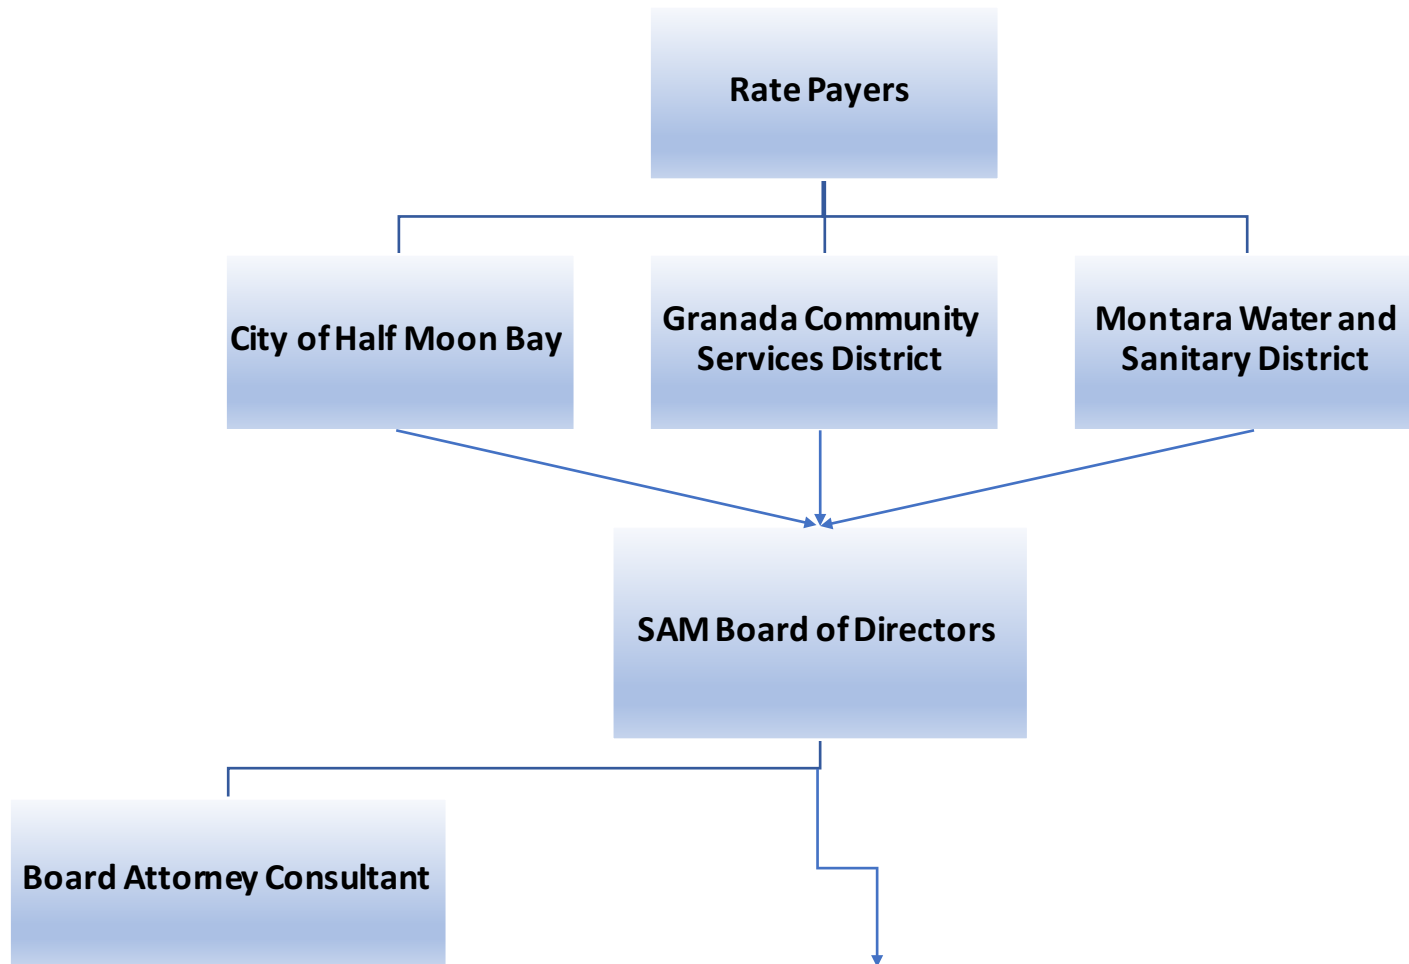 Rate Payers
City of Half Moon Bay
Granada Community
Services District
Montara Water and
Sanitary District
SAM Board of Directors
Board Attorney Consultant